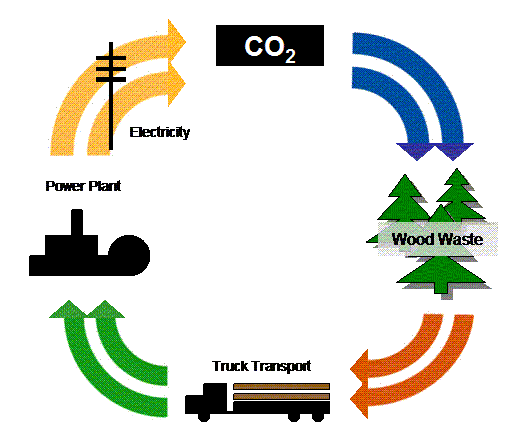 CO₂
Electricity
Power Plant
Wood Waste
Truck Transport